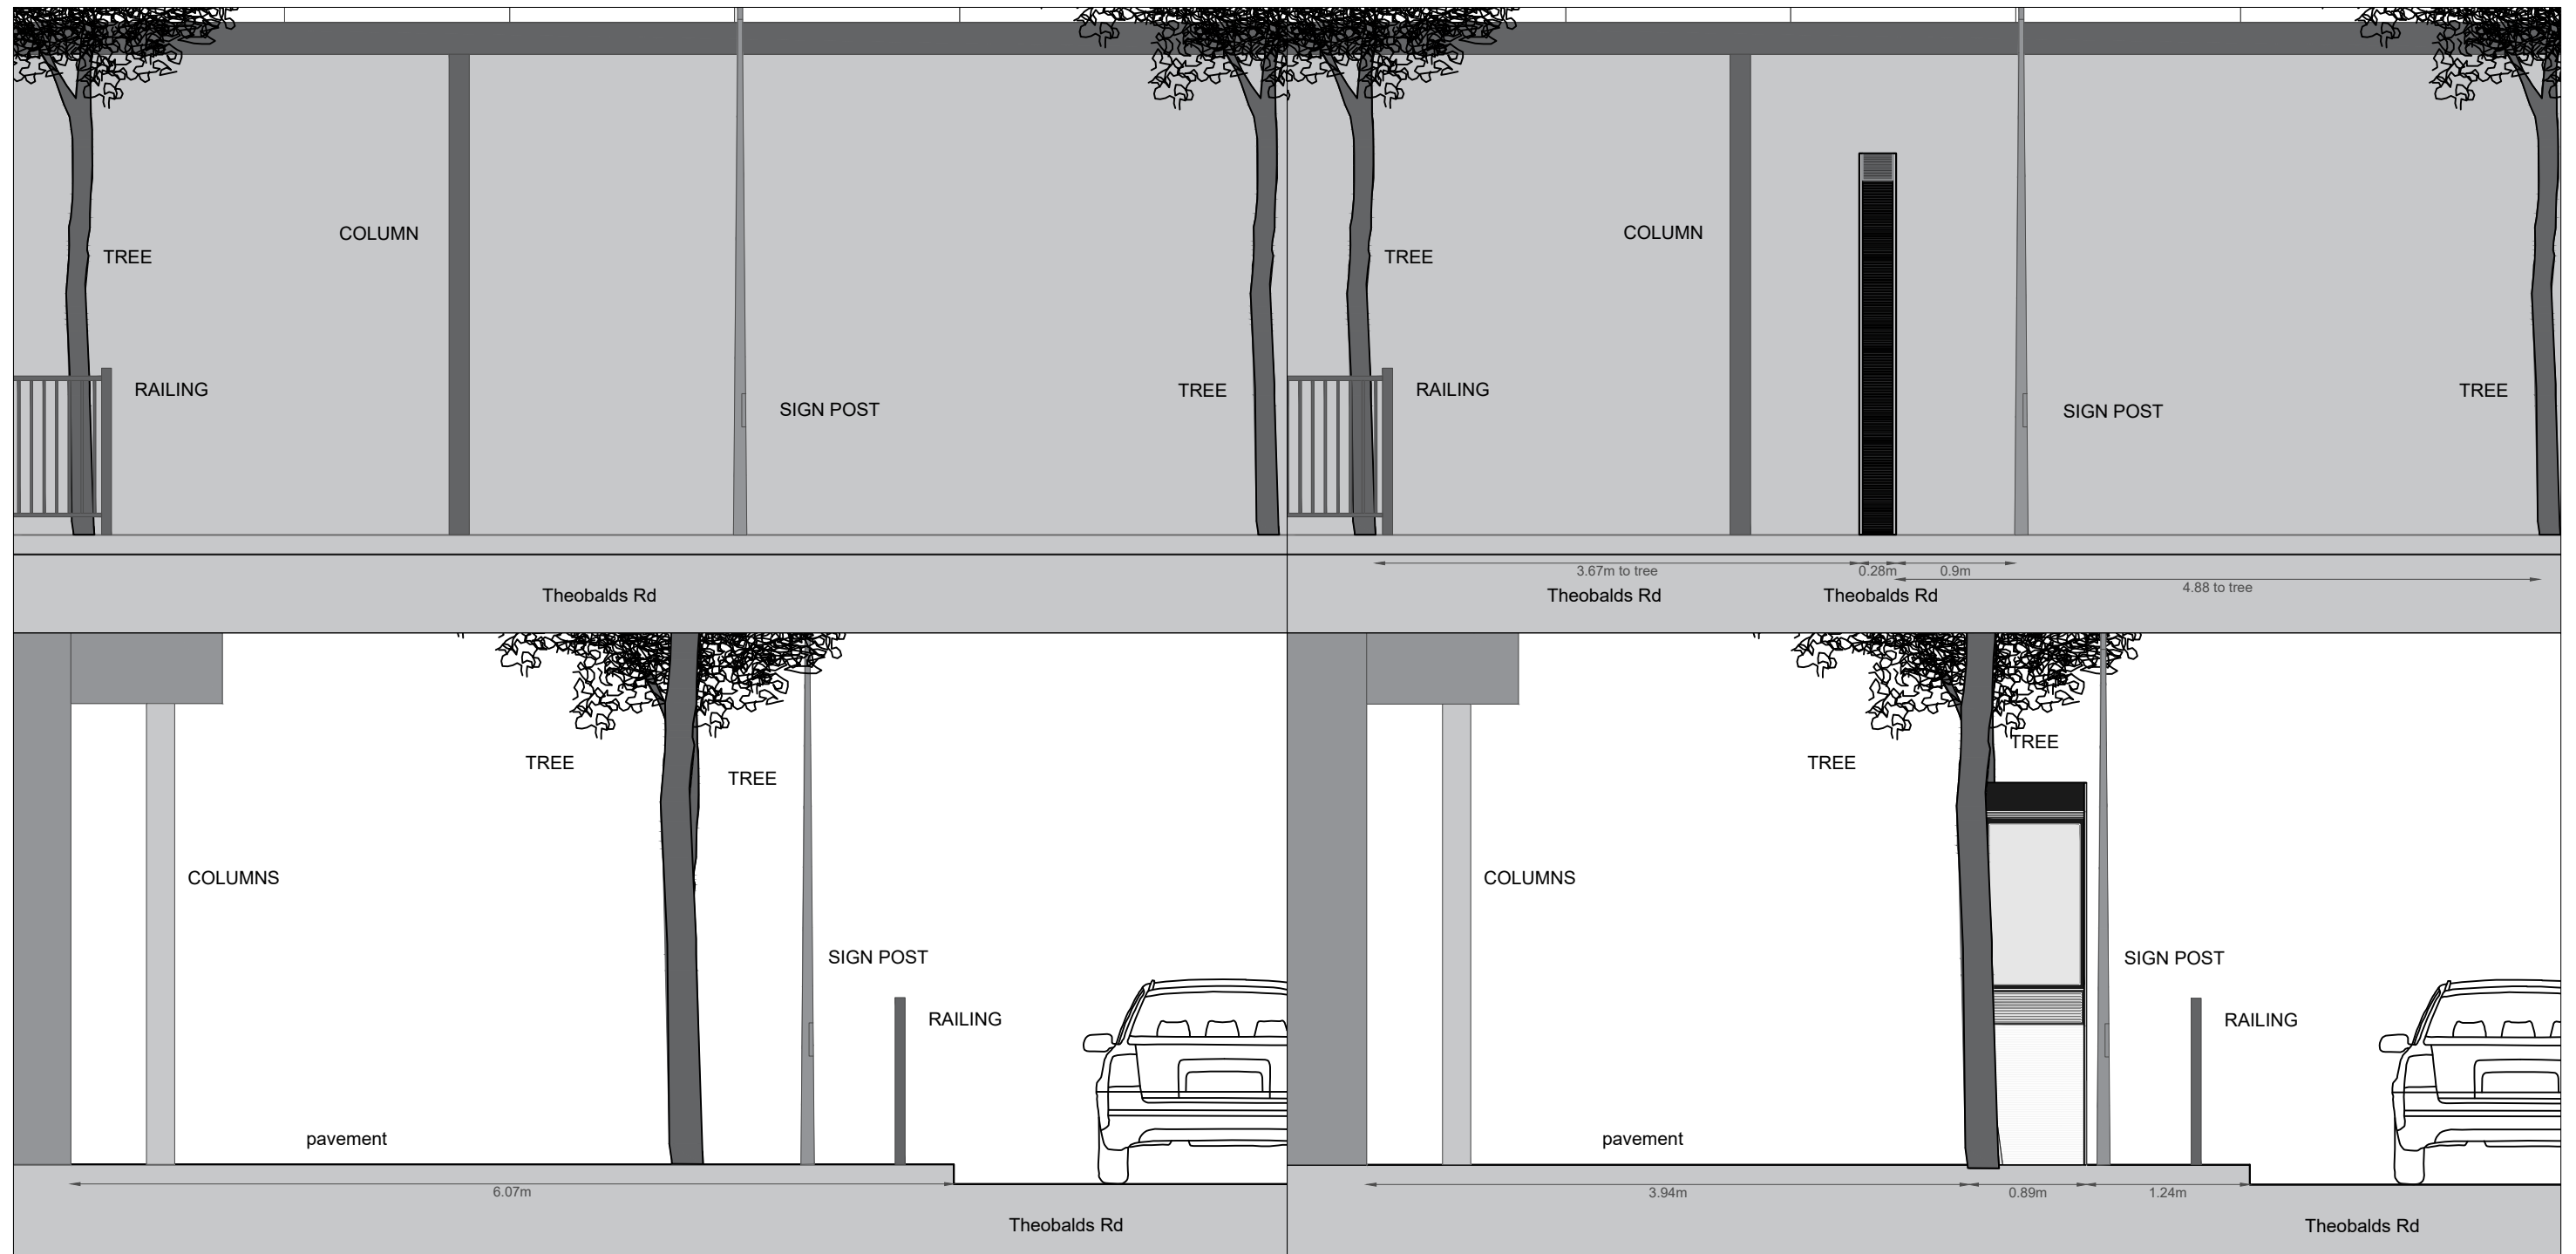 COLUMN
TREE
RAILING
SIGN POST
TREE
Theobalds Rd
COLUMN
TREE
RAILING
SIGN POST
TREE
3.67m to tree
0.28m
0.9m
4.88 to tree
Theobalds Rd
Theobalds Rd
TREE
TREE
COLUMNS
SIGN POST
RAILING
pavement
6.07m
Theobalds Rd
TREE
TREE
COLUMNS
SIGN POST
RAILING
pavement
3.94m
0.89m
1.24m
Theobalds Rd